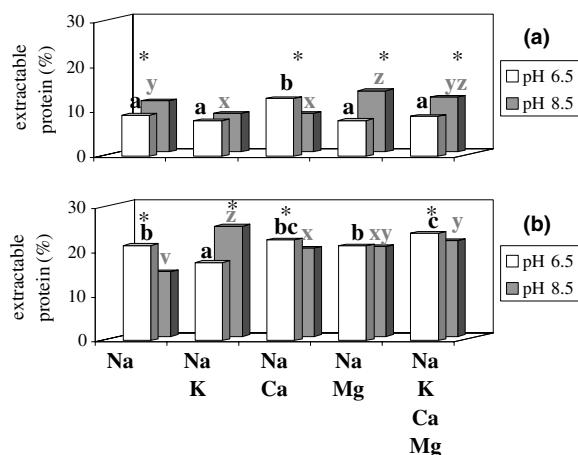 30
20
10
0
extractable
protein (%)
* * * *
a y a x b x a z a yz
(a)
pH 6.5
pH 8.5
30
20
10
0
extractable
protein (%)
* * * *
b v a z bc x b xy c y
(b)
pH 6.5
pH 8.5
Na Na Na Na Na
K Ca Mg K
Ca
Mg